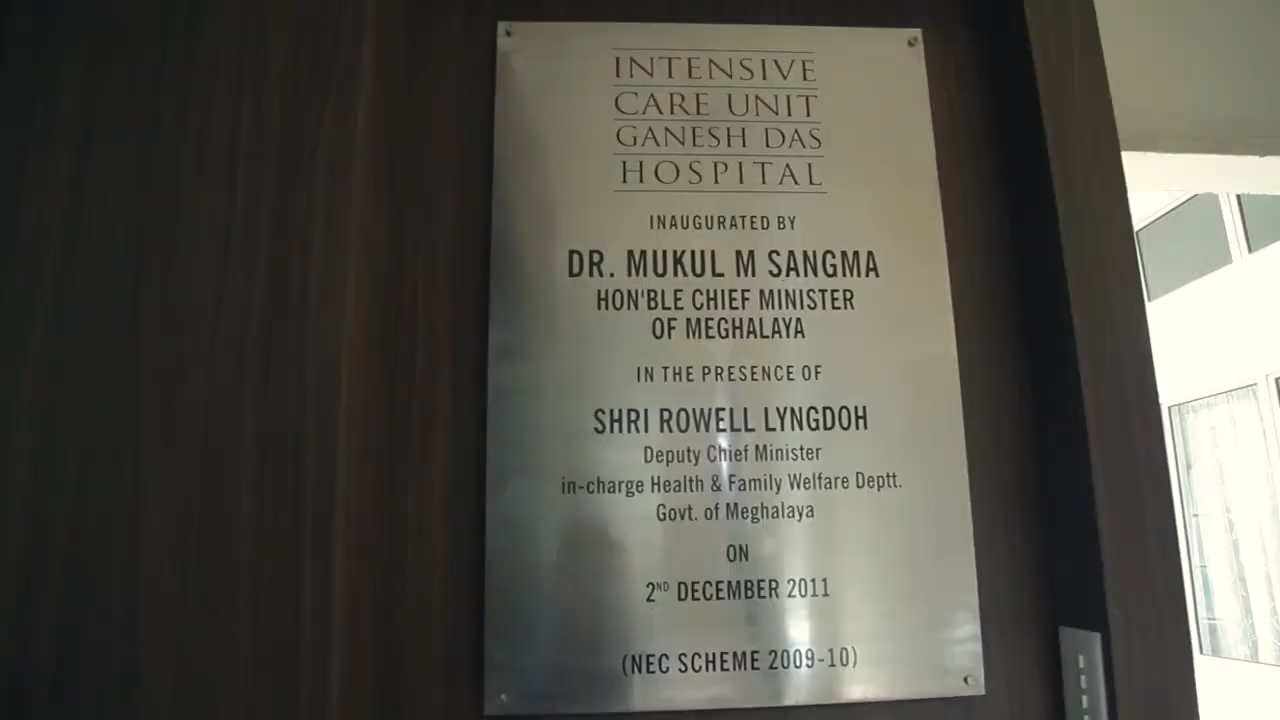 INTENSIVE
CARE UNIT
GANESH DAS
HOSPITAL
INAUGURATED BY
DR. MUKUL M SANGMA
HON'BLE CHIEF MINISTER
OF MEGHALAYA
IN THE PRESENCE OF
SHRI ROWELL LYNGDOH
Deputy Chief Minister
in-charge Health & Family Welfare Deptt.
Govt. of Meghalaya
ON
2ND DECEMBER 2011
(NEC SCHEME 2009-10)